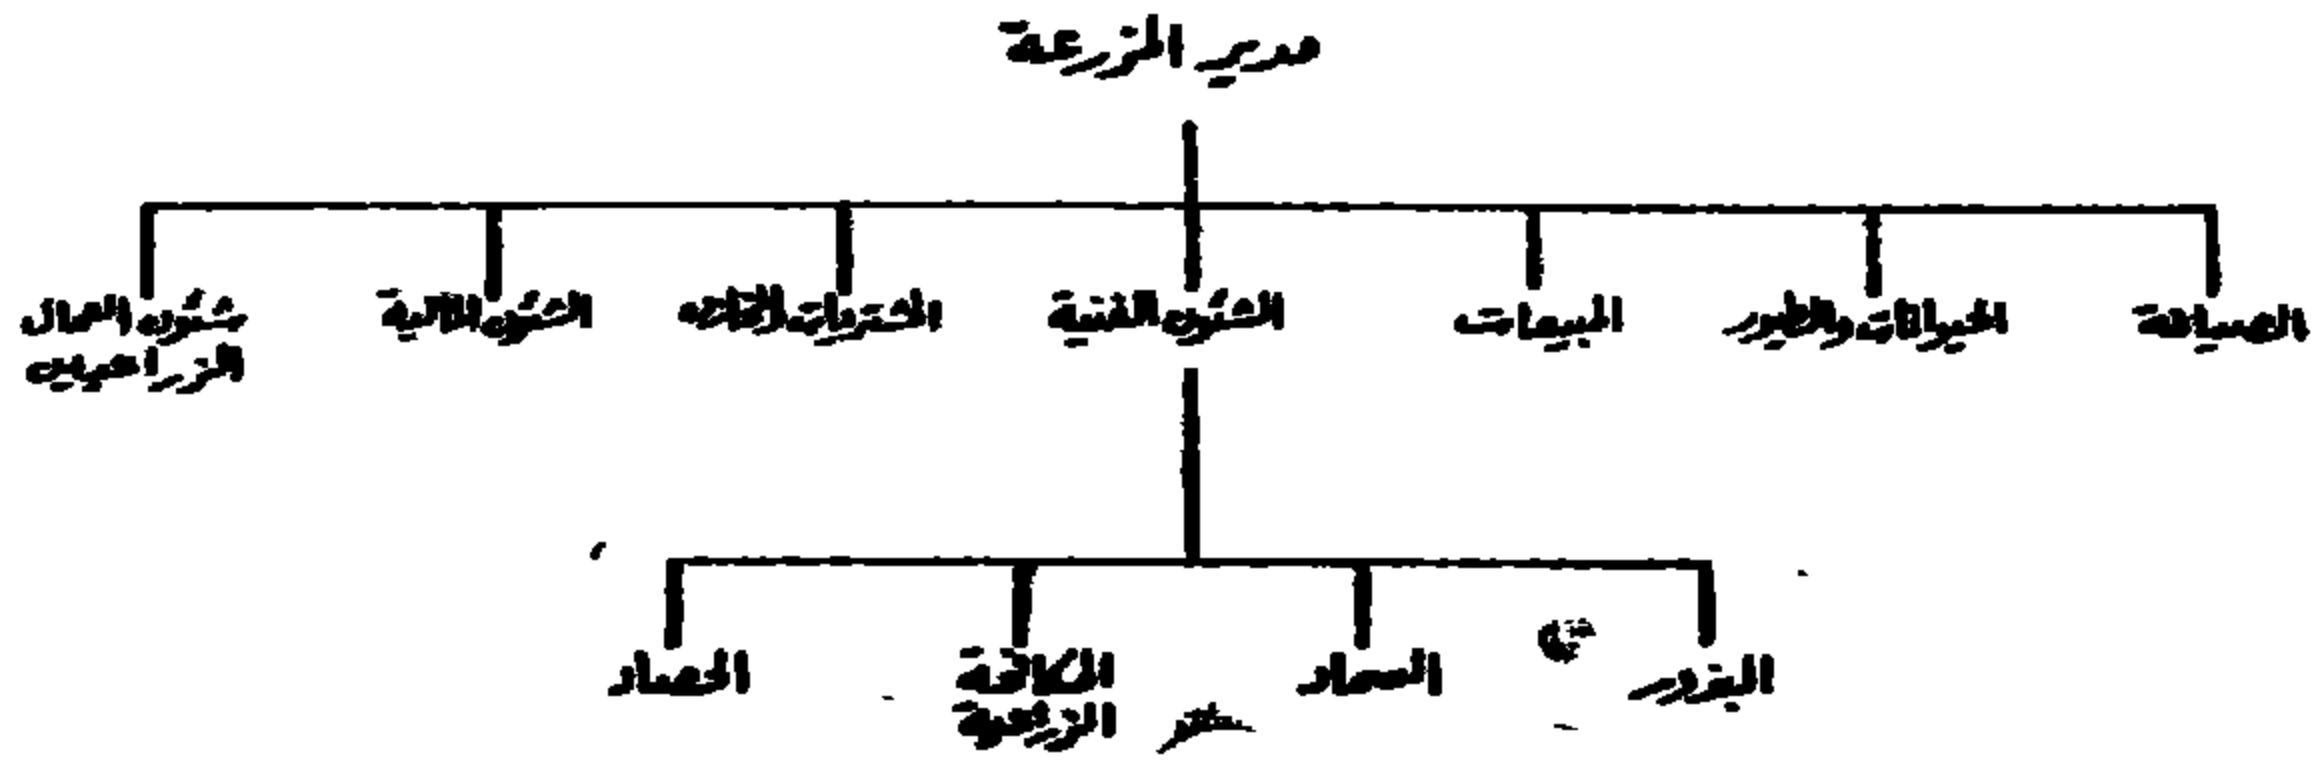 مدير المزرعة
الصيانة
الحيوانات والطيور
المبيعات
الشئون الفنية
المشتريات والمخازن
الشئون المالية
شئون العمال
الزراعيين
البذور
السماد
المكافحة
الزراعية
الحصاد